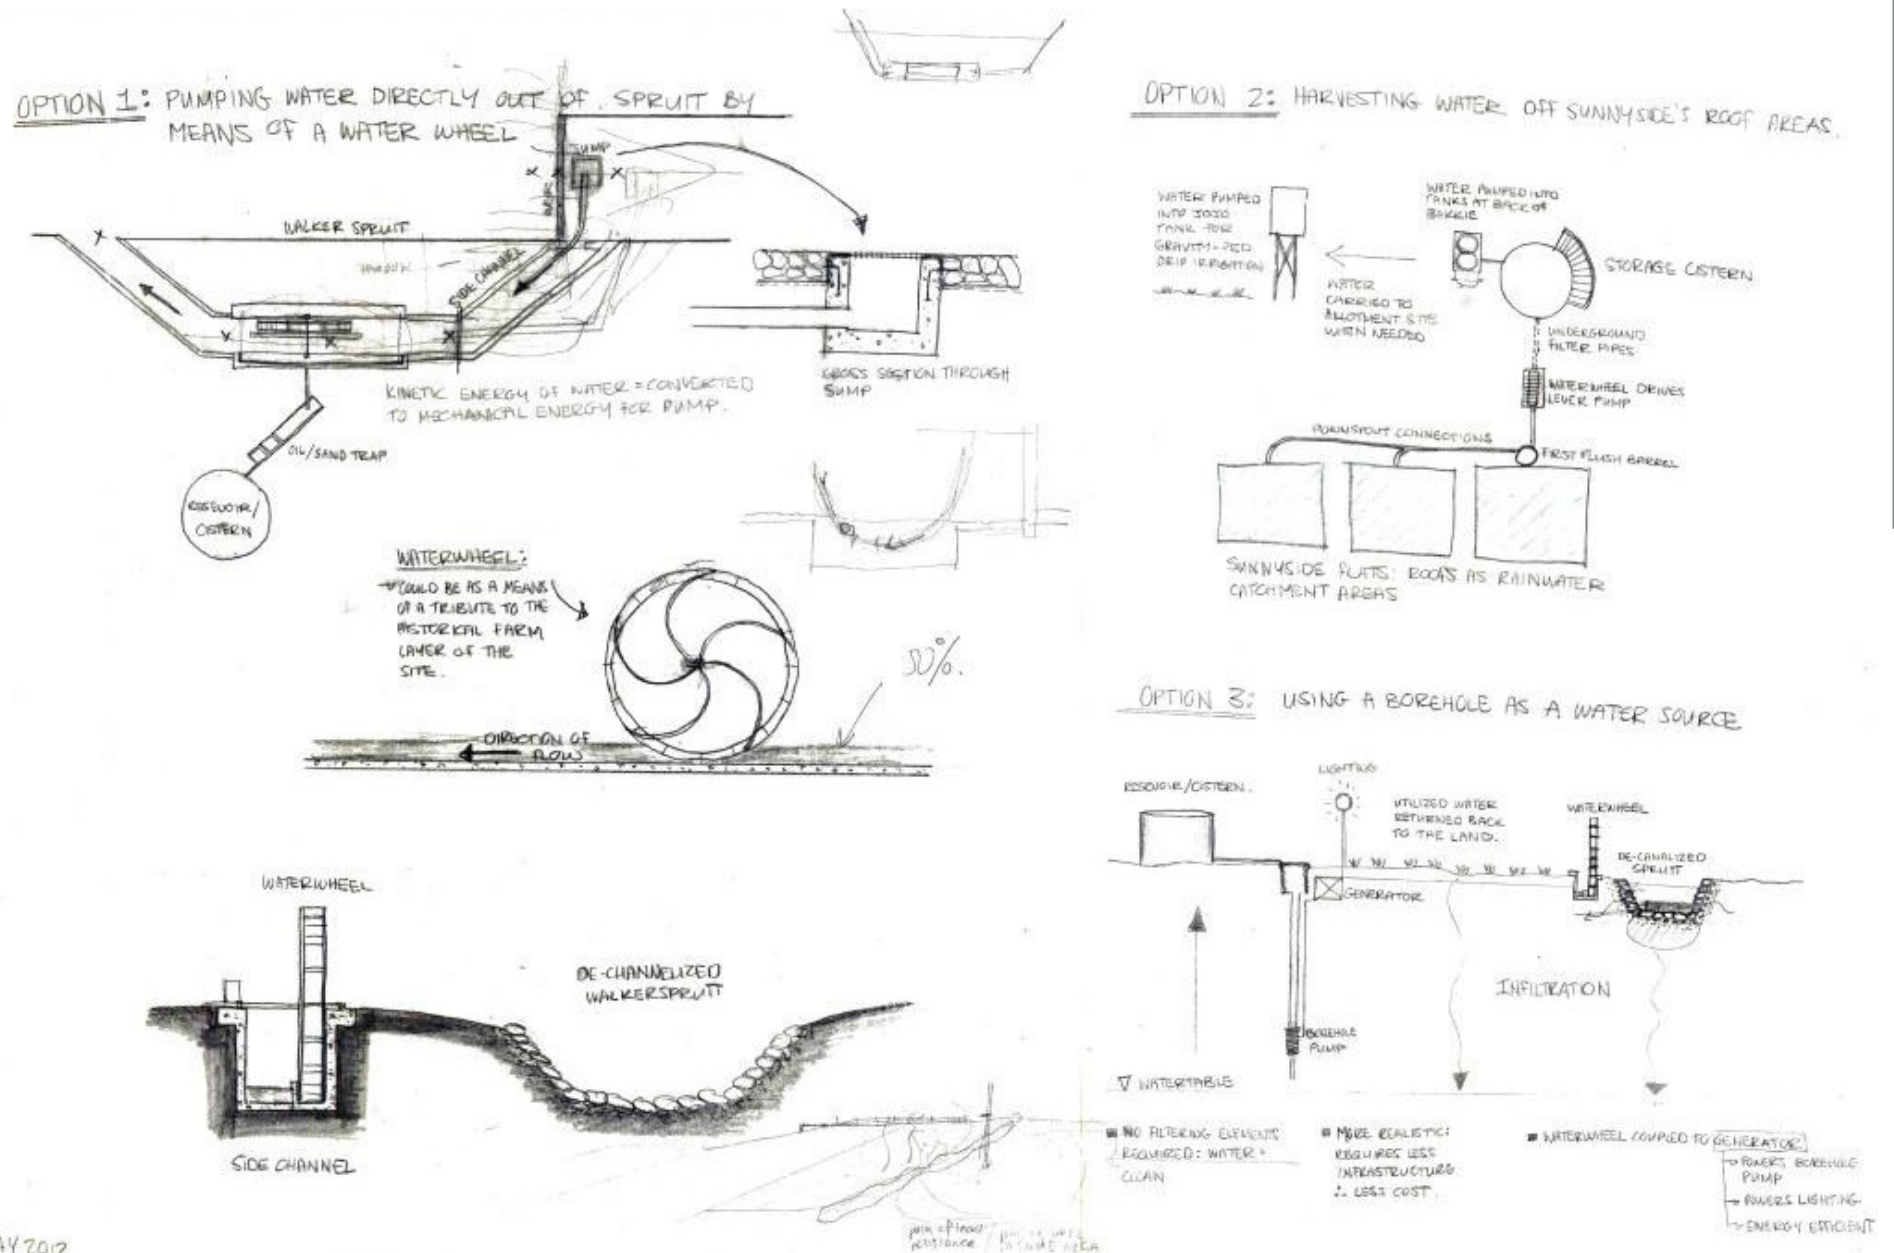 OPTION 1: PUMPING WATER DIRECTLY OUT OF SPRUIT BY
MEANS OF A WATER WHEEL
SUMP
WEIR
WALKER SPRUIT
SIDE CHANNEL
KINETIC ENERGY OF WATER = CONVERTED
TO MECHANICAL ENERGY FOR PUMP.
CROSS SECTION THROUGH
SUMP
OIL/SAND TRAP
RESEVOIR/
CISTERN
WATERWHEEL:
COULD BE AS A MEANS
OF A TRIBUTE TO THE
HISTORICAL FARM
LAYER OF THE
SITE.
50%.
DIRECTION OF
FLOW
WATERWHEEL
DE-CHANNELIZED
WALKERSPRUIT
SIDE CHANNEL
AY 2012
OPTION 2: HARVESTING WATER OFF SUNNYSIDE'S ROOF AREAS.
WATER PUMPED
INTO JOJO
TANK FOR
GRAVITY-FED
DRIP IRRIGATION
WATER PUMPED INTO
TANKS AT BACK OF
BAKKIE
STORAGE CISTERN
WATER
CARRIED TO
ALLOTMENT SITE
WHEN NEEDED
UNDERGROUND
FILTER PIPES
WATERWHEEL DRIVES
LEVER PUMP
DOWNSPOUT CONNECTIONS
FIRST FLUSH BARREL
SUNNYSIDE FLATS: ROOFS AS RAINWATER
CATCHMENT AREAS
OPTION 3: USING A BOREHOLE AS A WATER SOURCE
RESEVOIR/CISTERN.
LIGHTING
UTILIZED WATER
RETURNED BACK
TO THE LAND.
WATERWHEEL
DE-CANALIZED
SPRUIT
GENERATOR
INFILTRATION
BOREHOLE
PUMP
WATERTABLE
NO FILTERING ELEMENTS
REQUIRED: WATER =
CLEAN
MORE REALISTIC:
REQUIRES LESS
INFRASTRUCTURE
∴ LESS COST.
WATERWHEEL COUPLED TO GENERATOR
POWERS BOREHOLE
PUMP
POWERS LIGHTING
ENERGY EFFICIENT